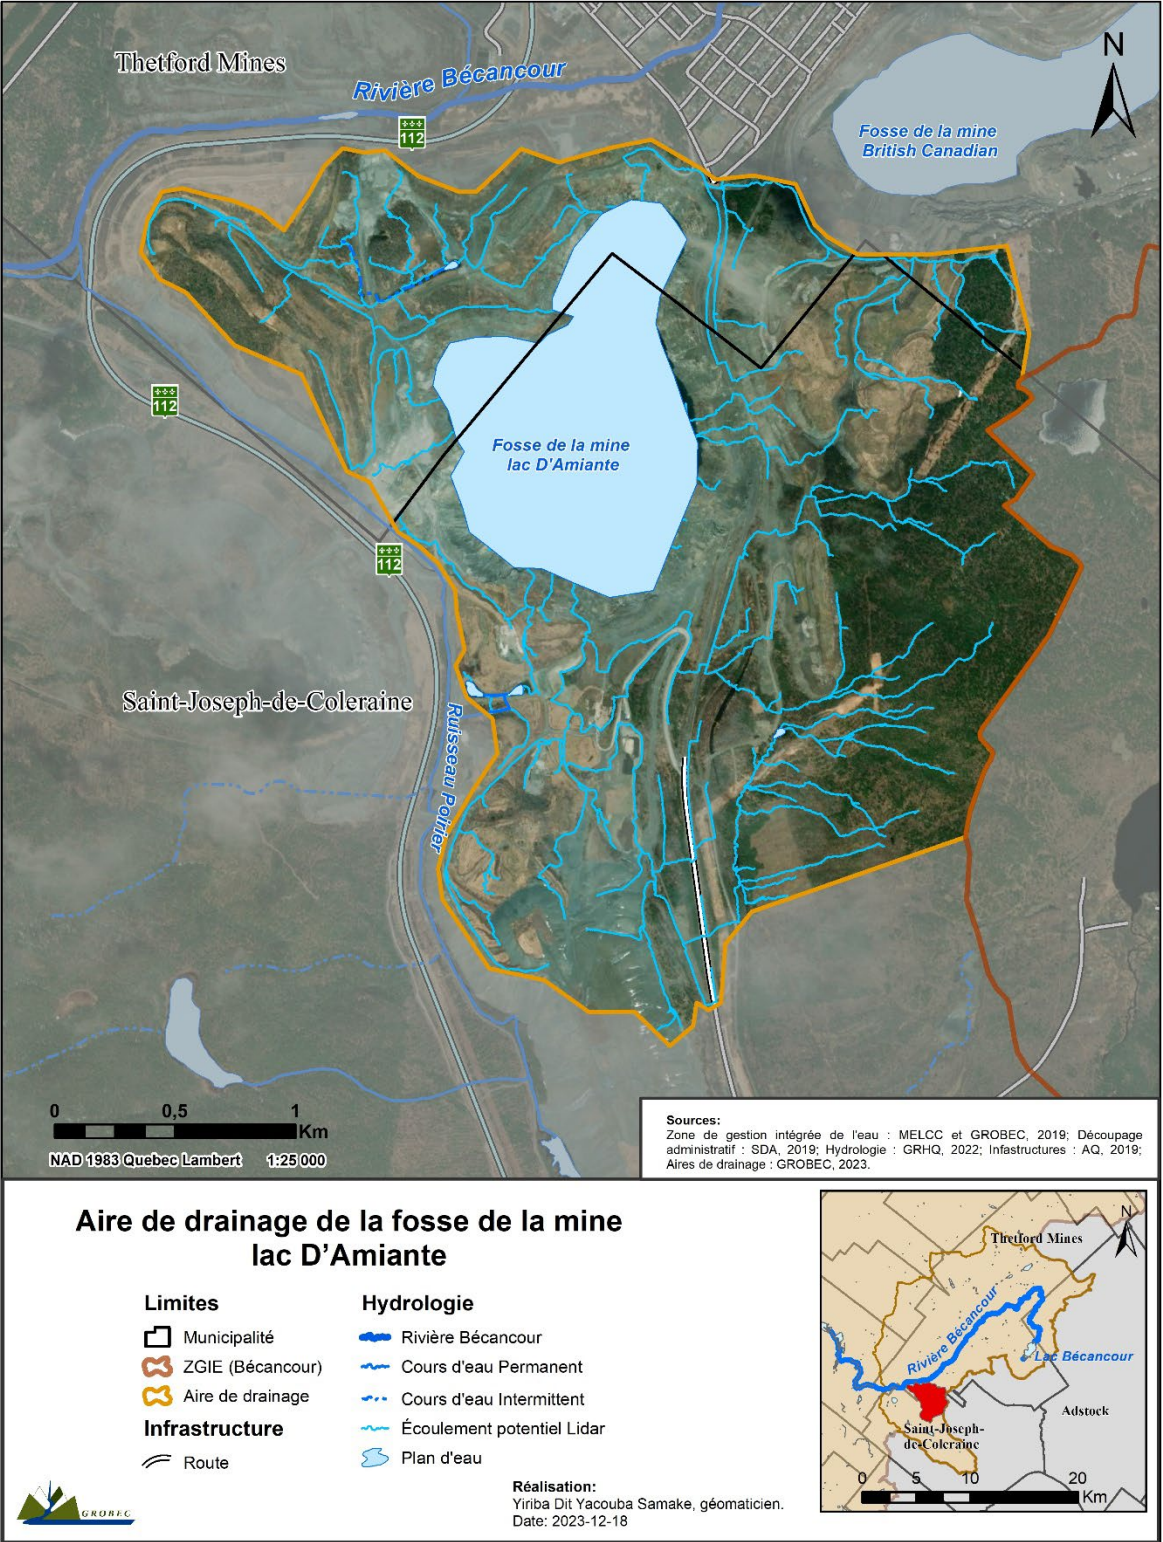 Thetford Mines
Rivière Bécancour
112
N
Fosse de la mine
British Canadian
112
Fosse de la mine
lac D'Amiante
112
Saint-Joseph-de-Coleraine
Ruisseau Poirier
0 0,5 1
Km
NAD 1983 Quebec Lambert 1:25 000
Sources:
Zone de gestion intégrée de l'eau : MELCC et GROBEC, 2019; Découpage
administratif : SDA, 2019; Hydrologie : GRHQ, 2022; Infastructures : AQ, 2019;
Aires de drainage : GROBEC, 2023.
Aire de drainage de la fosse de la mine
lac D’Amiante
Limites
Municipalité
ZGIE (Bécancour)
Aire de drainage
Infrastructure
Route
Hydrologie
Rivière Bécancour
Cours d'eau Permanent
Cours d'eau Intermittent
Écoulement potentiel Lidar
Plan d'eau
GROBEC
Réalisation:
Yiriba Dit Yacouba Samake, géomaticien.
Date: 2023-12-18
N
Thetford Mines
Rivière Bécancour
Lac Bécancour
Adstock
Saint-Joseph-
de-Coleraine
0 5 10 20
Km